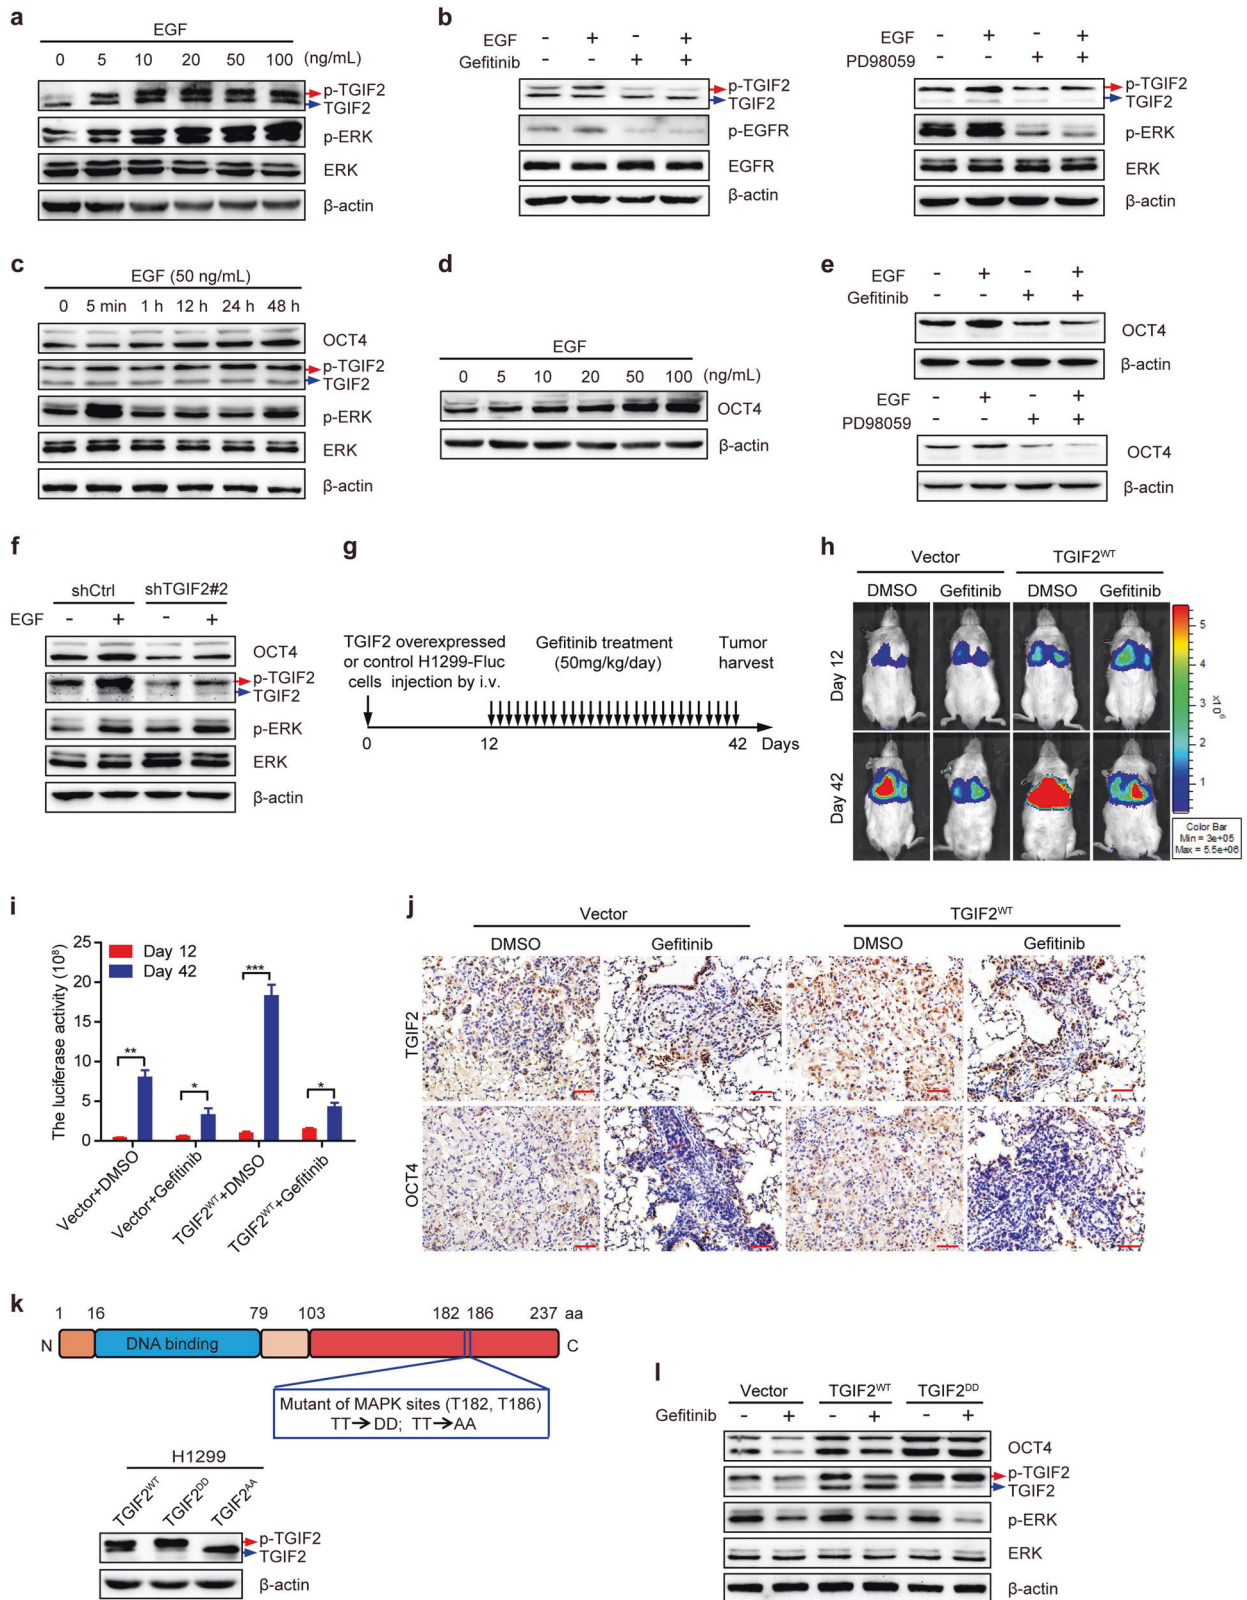 a
EGF
0 5 10 20 50 100 (ng/mL)
p-TGIF2
TGIF2
p-ERK
ERK
β-actin
b
EGF - + - +
Gefitinib - - + +
p-TGIF2
TGIF2
p-EGFR
EGFR
β-actin
EGF - + - +
PD98059 - - + +
p-TGIF2
TGIF2
p-ERK
ERK
β-actin
c
EGF (50 ng/mL)
0 5 min 1 h 12 h 24 h 48 h
OCT4
p-TGIF2
TGIF2
p-ERK
ERK
β-actin
d
EGF
0 5 10 20 50 100 (ng/mL)
OCT4
β-actin
e
EGF - + - +
Gefitinib - - + +
OCT4
β-actin
EGF - + - +
PD98059 - - + +
OCT4
β-actin
f
shCtrl shTGIF2#2
EGF - + - +
OCT4
p-TGIF2
TGIF2
p-ERK
ERK
β-actin
g
TGIF2 overexpressed
or control H1299-Fluc
cells injection by i.v.
Gefitinib treatment
(50mg/kg/day)
Tumor
harvest
0 12 42 Days
h
Vector TGIF2WT
DMSO Gefitinib DMSO Gefitinib
Day 12
Day 42
5
4
3
2
1
x10^6
Color Bar
Min = 3e+05
Max = 5.5e+06
i
The luciferase activity (10^8)
25
20
15
10
5
0
Day 12
Day 42
** * *** *
Vector+DMSO
Vector+Gefitinib
TGIF2WT+DMSO
TGIF2WT+Gefitinib
j
Vector TGIF2WT
DMSO Gefitinib DMSO Gefitinib
TGIF2
OCT4
k
1 16 79 103 182 186 237 aa
N DNA binding C
Mutant of MAPK sites (T182, T186)
TT→DD; TT→AA
H1299
TGIF2WT TGIF2DD TGIF2AA
p-TGIF2
TGIF2
β-actin
l
Vector TGIF2WT TGIF2DD
Gefitinib - + - + - +
OCT4
p-TGIF2
TGIF2
p-ERK
ERK
β-actin